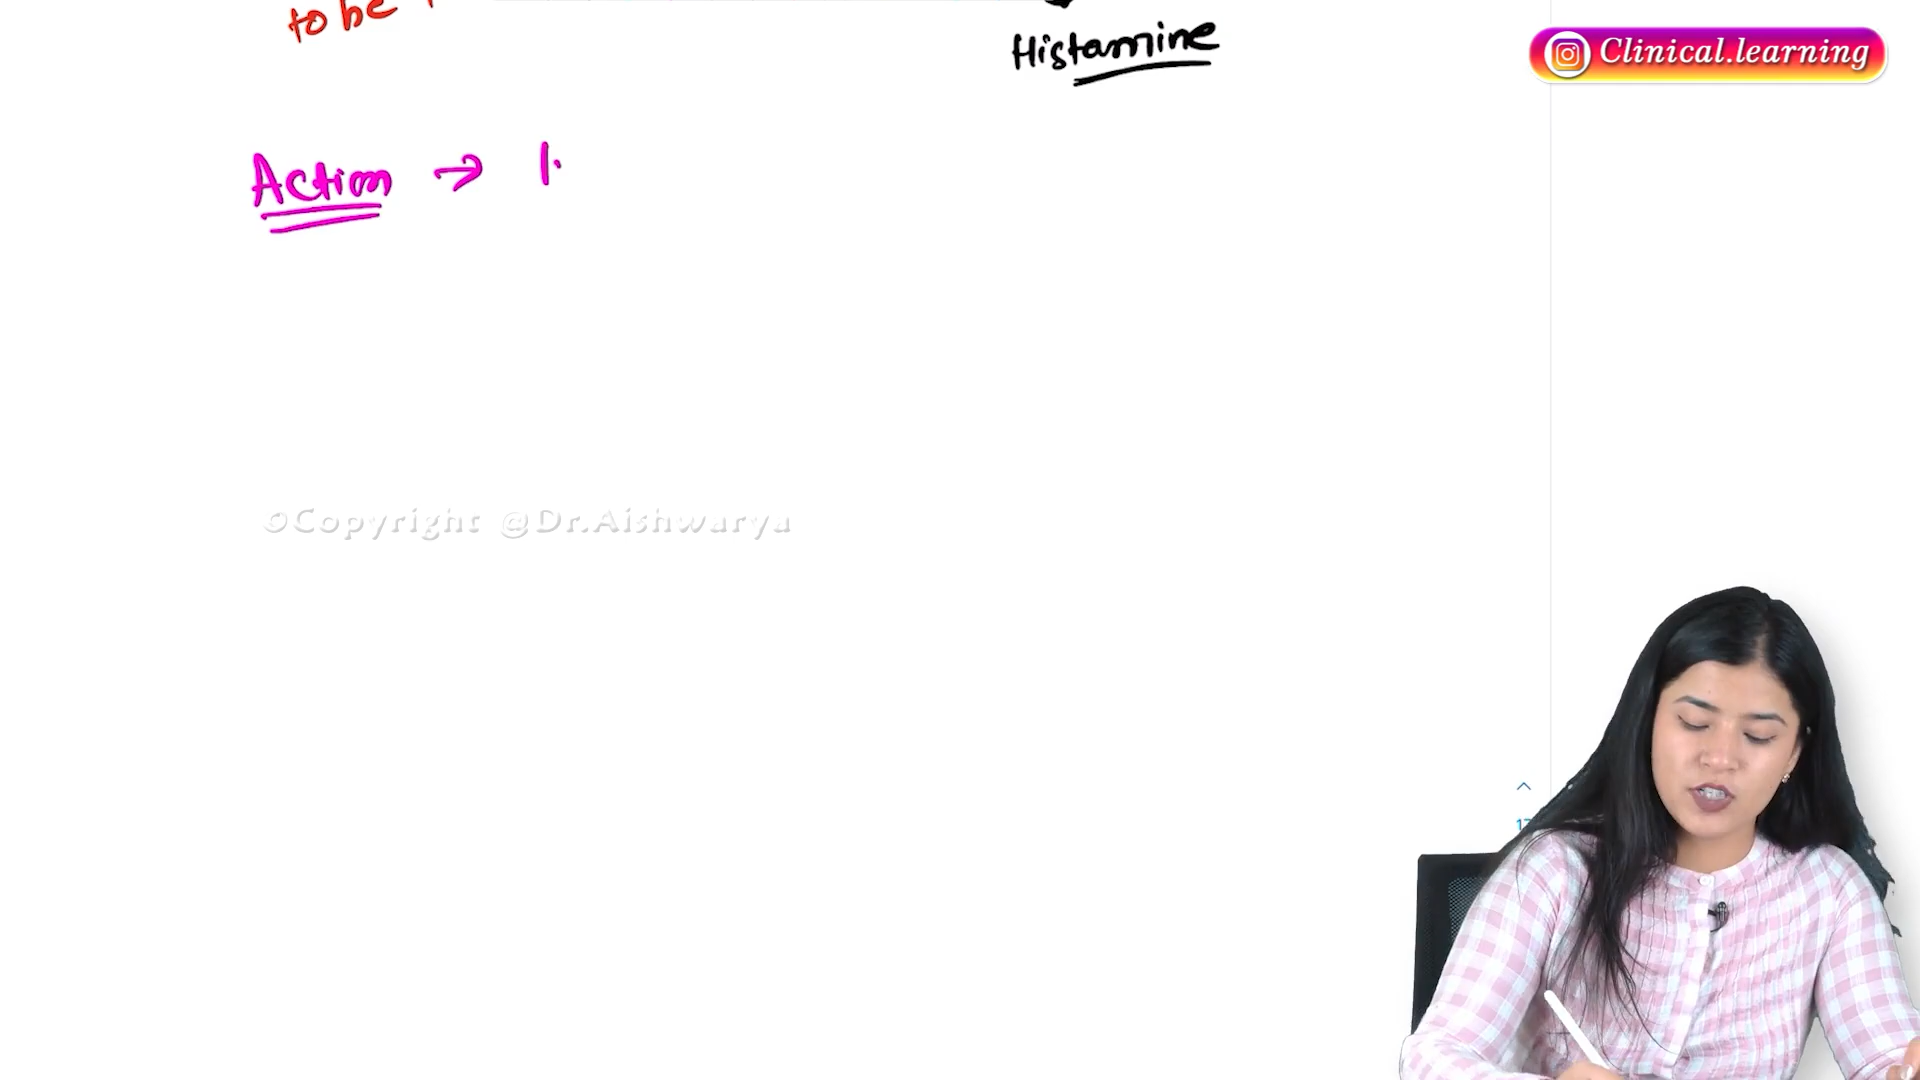 to be
Histamine
Clinical.learning
Action → 1.
©Copyright @Dr.Aishwarya